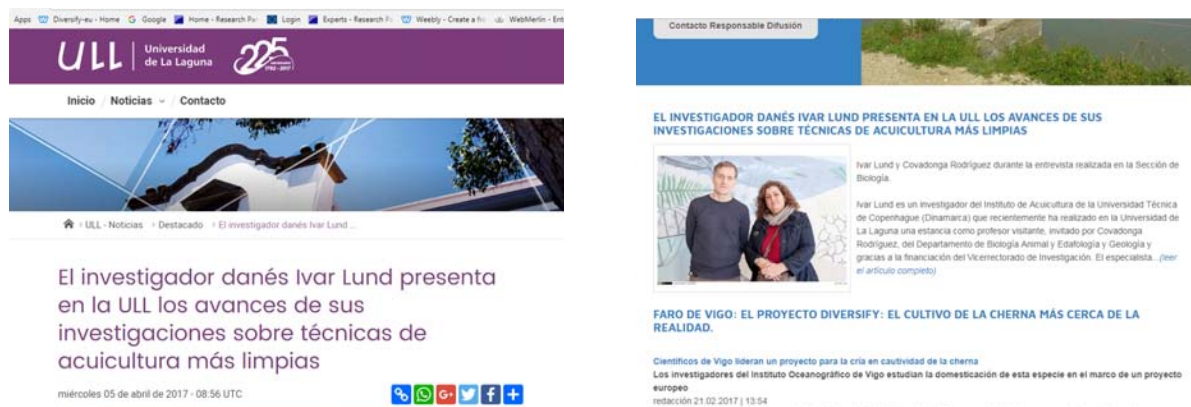 Apps Diversify-eu - Home Google Home - Research Par Login Experts - Research Pa Weebly - Create a fre WebMerlin - Ent
ULL Universidad
de La Laguna 225
1792 - 2017
Inicio / Noticias / Contacto
ULL - Noticias Destacado El investigador danés Ivar Lund ...
El investigador danés Ivar Lund presenta
en la ULL los avances de sus
investigaciones sobre técnicas de
acuicultura más limpias
miércoles 05 de abril de 2017 - 08:56 UTC
Contacto Responsable Difusión
EL INVESTIGADOR DANÉS IVAR LUND PRESENTA EN LA ULL LOS AVANCES DE SUS
INVESTIGACIONES SOBRE TÉCNICAS DE ACUICULTURA MÁS LIMPIAS
Ivar Lund y Covadonga Rodríguez durante la entrevista realizada en la Sección de
Biología.
Ivar Lund es un investigador del Instituto de Acuicultura de la Universidad Técnica
de Copenhague (Dinamarca) que recientemente ha realizado en la Universidad de
La Laguna una estancia como profesor visitante, invitado por Covadonga
Rodríguez, del Departamento de Biología Animal y Edafología y Geología y
gracias a la financiación del Vicerrectorado de Investigación. El especialista...(leer
el artículo completo)
FARO DE VIGO: EL PROYECTO DIVERSIFY: EL CULTIVO DE LA CHERNA MÁS CERCA DE LA
REALIDAD.
Científicos de Vigo lideran un proyecto para la cría en cautividad de la cherna
Los investigadores del Instituto Oceanográfico de Vigo estudian la domesticación de esta especie en el marco de un proyecto
europeo
redacción 21.02.2017 | 13:54